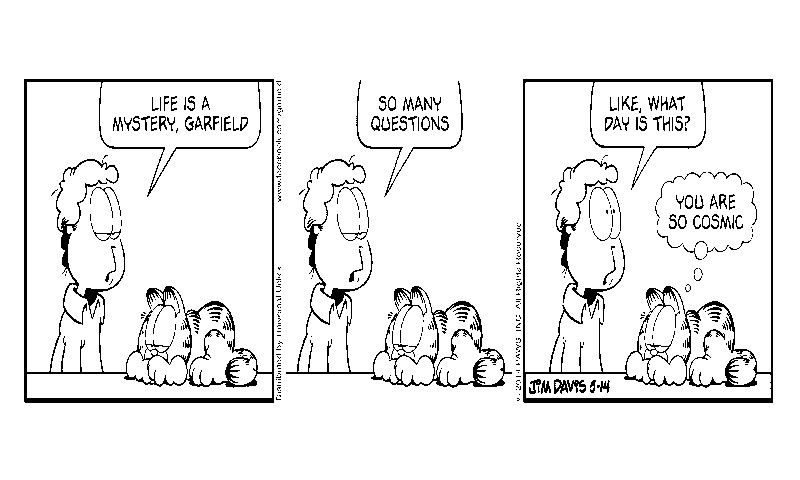 LIFE IS A
MYSTERY, GARFIELD
SO MANY
QUESTIONS
LIKE, WHAT
DAY IS THIS?
YOU ARE
SO COSMIC
JIM DAVIS 5-14